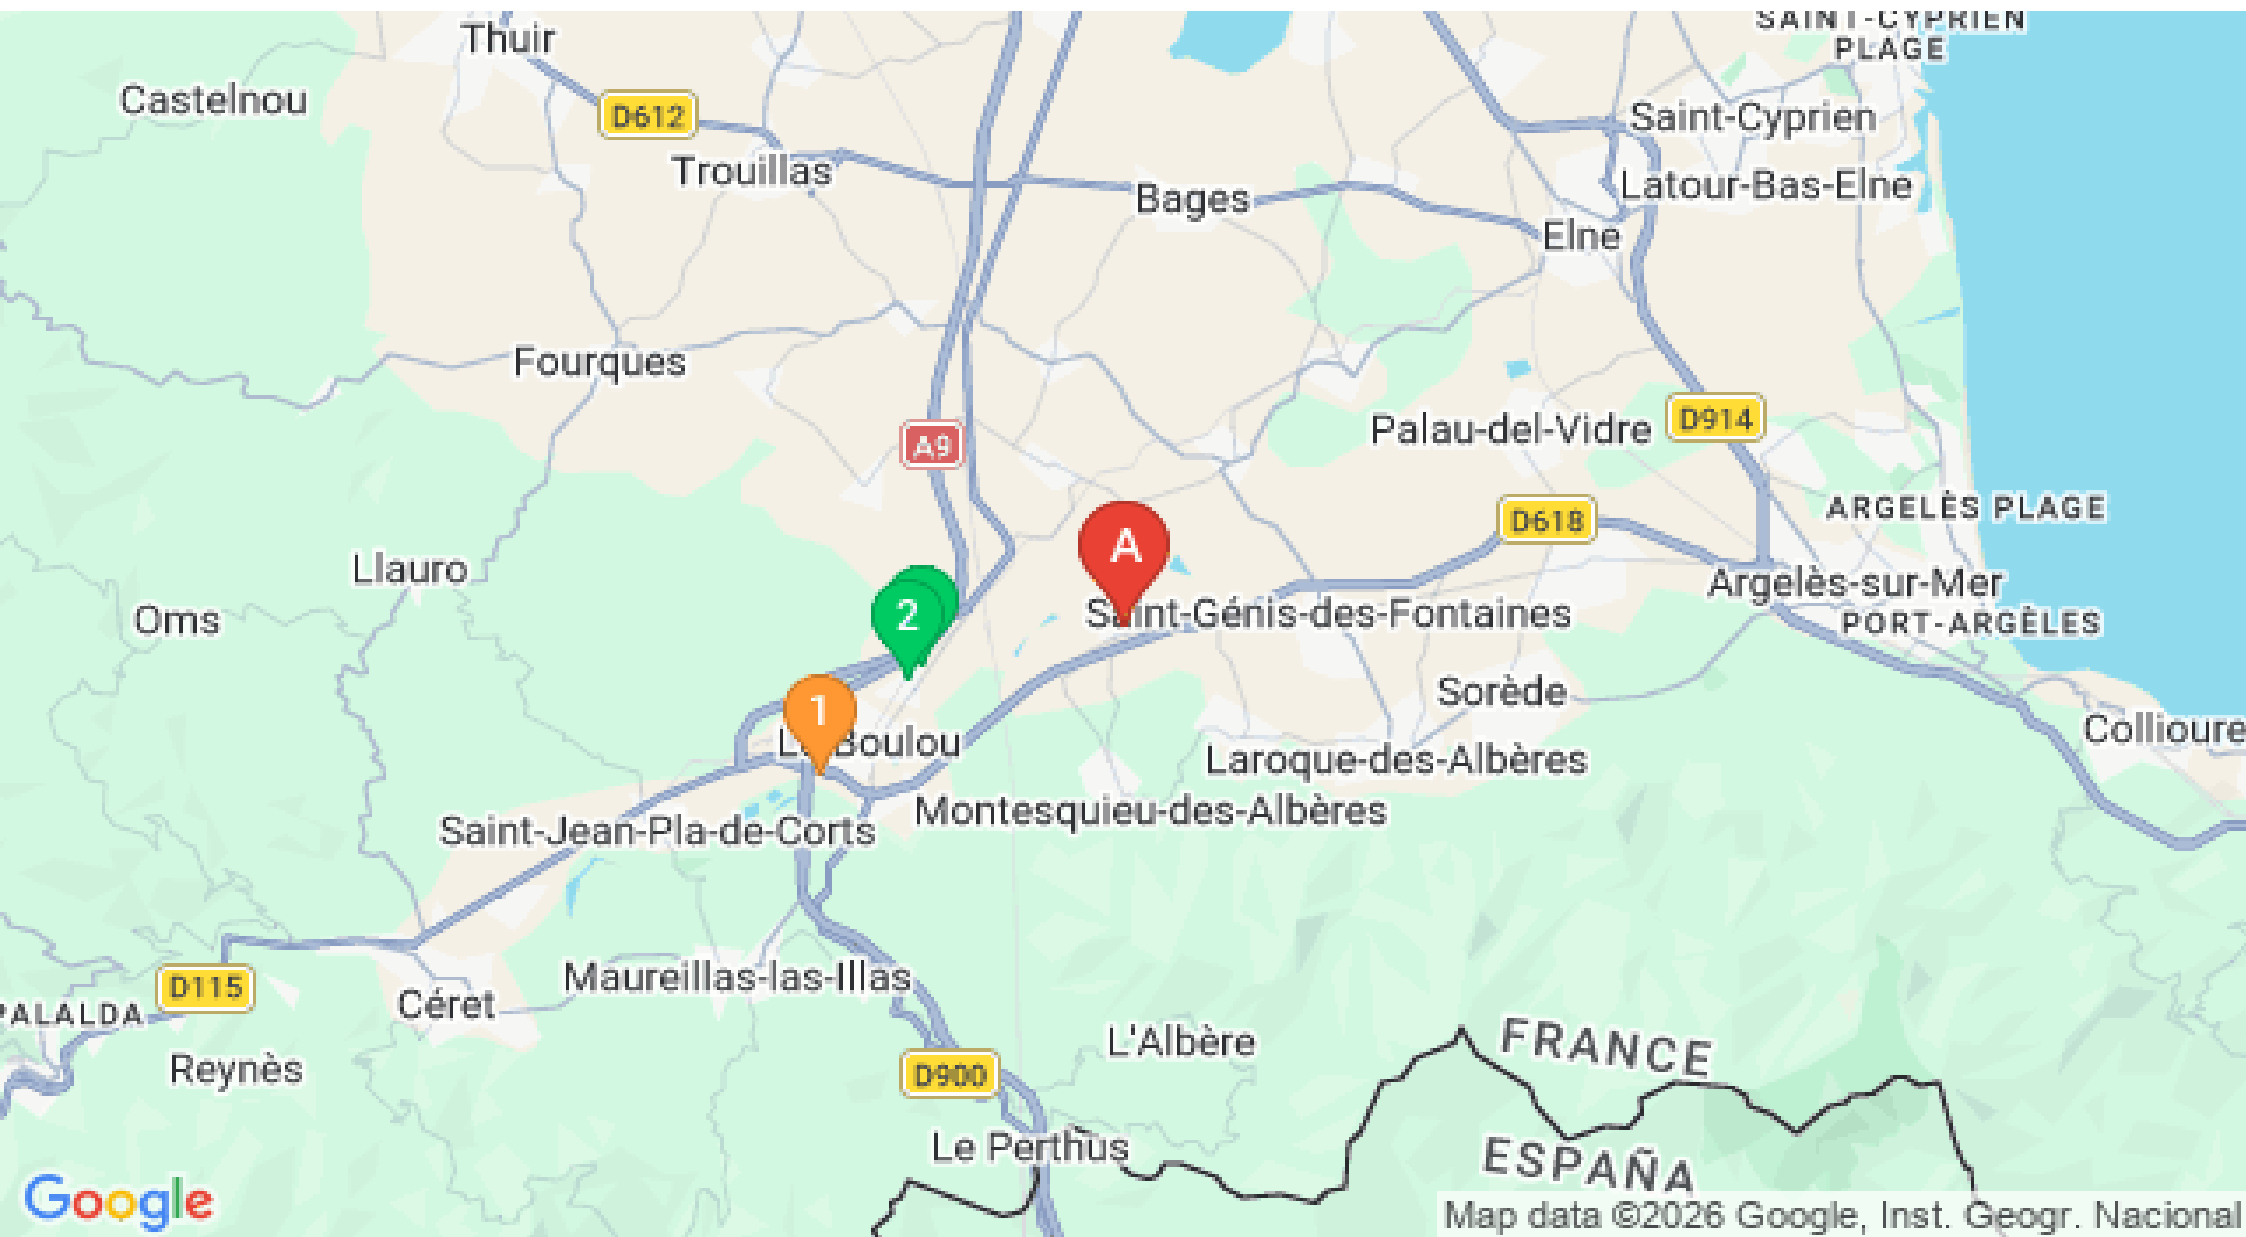 SAINT-CYPRIEN
PLAGE
Thuir
Castelnou
D612
Saint-Cyprien
Trouillas
Bages
Latour-Bas-Elne
Elne
Fourques
A9
Palau-del-Vidre
D914
ARGELÈS PLAGE
D618
A
Llauro
Oms
2
Saint-Génis-des-Fontaines
Argelès-sur-Mer
PORT-ARGÈLES
Sorède
1
Le Boulou
Collioure
Laroque-des-Albères
Montesquieu-des-Albères
Saint-Jean-Pla-de-Corts
Maureillas-las-Illas
D115
Céret
PALALDA
L'Albère
FRANCE
Reynès
D900
Le Perthus
ESPAÑA
Google
Map data ©2026 Google, Inst. Geogr. Nacional